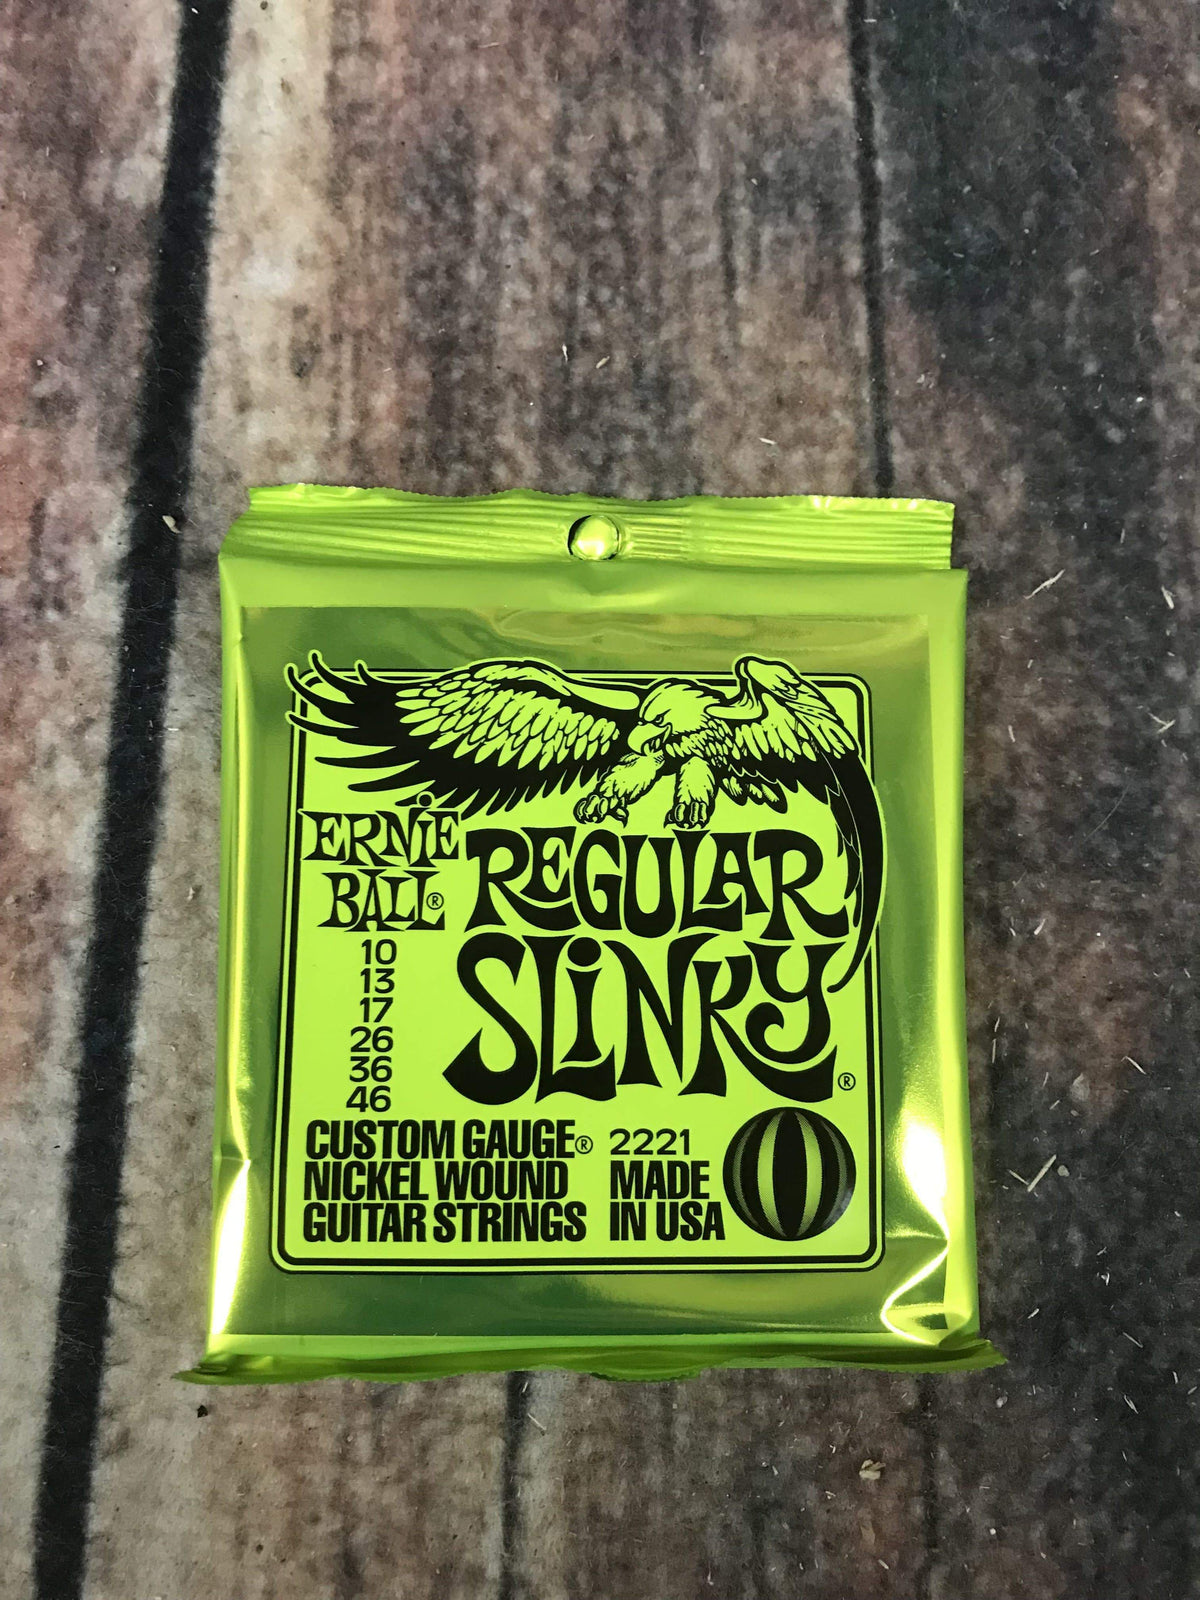 ERNIE
BALL®
REGULAR
SLINKY®
10
13
17
26
36
46
CUSTOM GAUGE®
NICKEL WOUND
GUITAR STRINGS
2221
MADE
IN USA